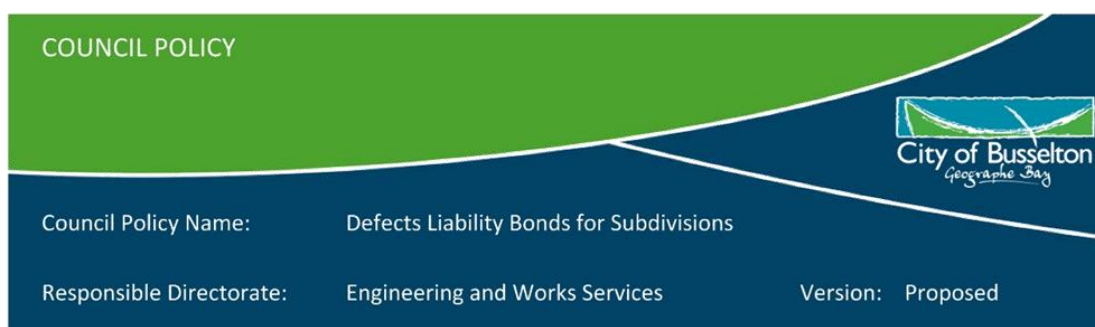 COUNCIL POLICY
City of Busselton
Geographe Bay
Council Policy Name: Defects Liability Bonds for Subdivisions
Responsible Directorate: Engineering and Works Services Version: Proposed